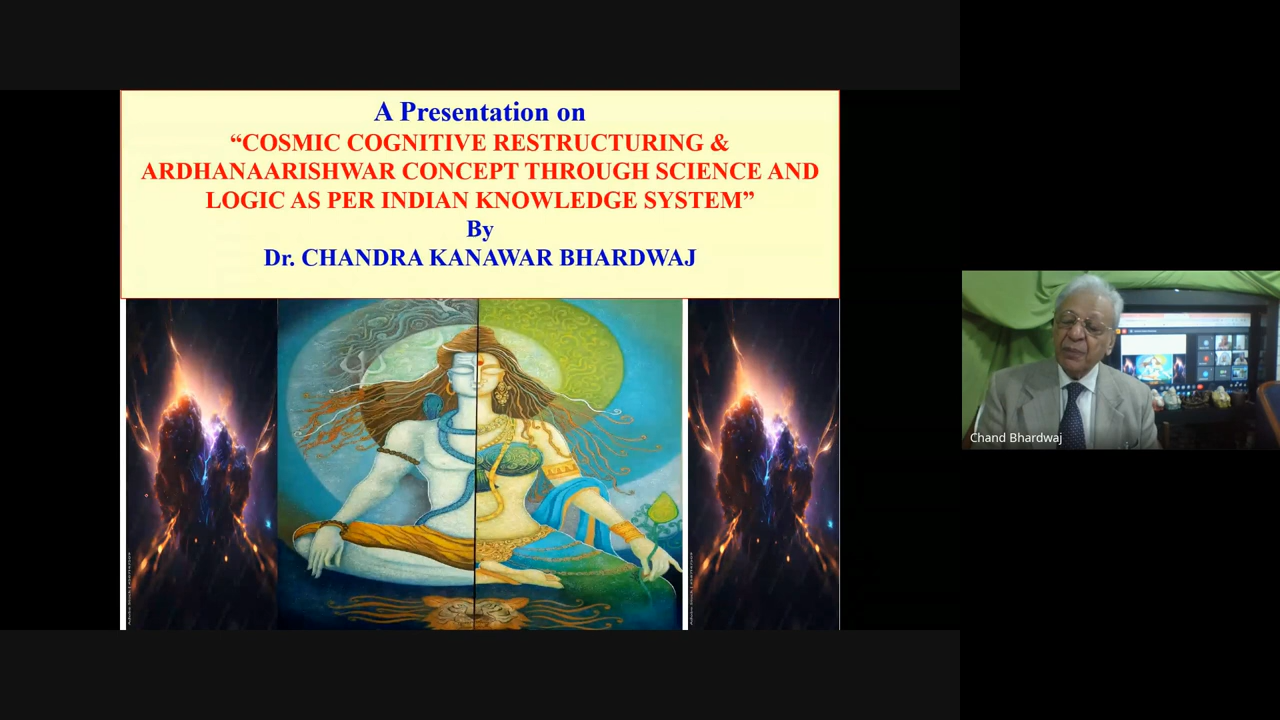 A Presentation on
“COSMIC COGNITIVE RESTRUCTURING &
ARDHANAARISHWAR CONCEPT THROUGH SCIENCE AND
LOGIC AS PER INDIAN KNOWLEDGE SYSTEM”
By
Dr. CHANDRA KANAWAR BHARDWAJ
Chand Bhardwaj